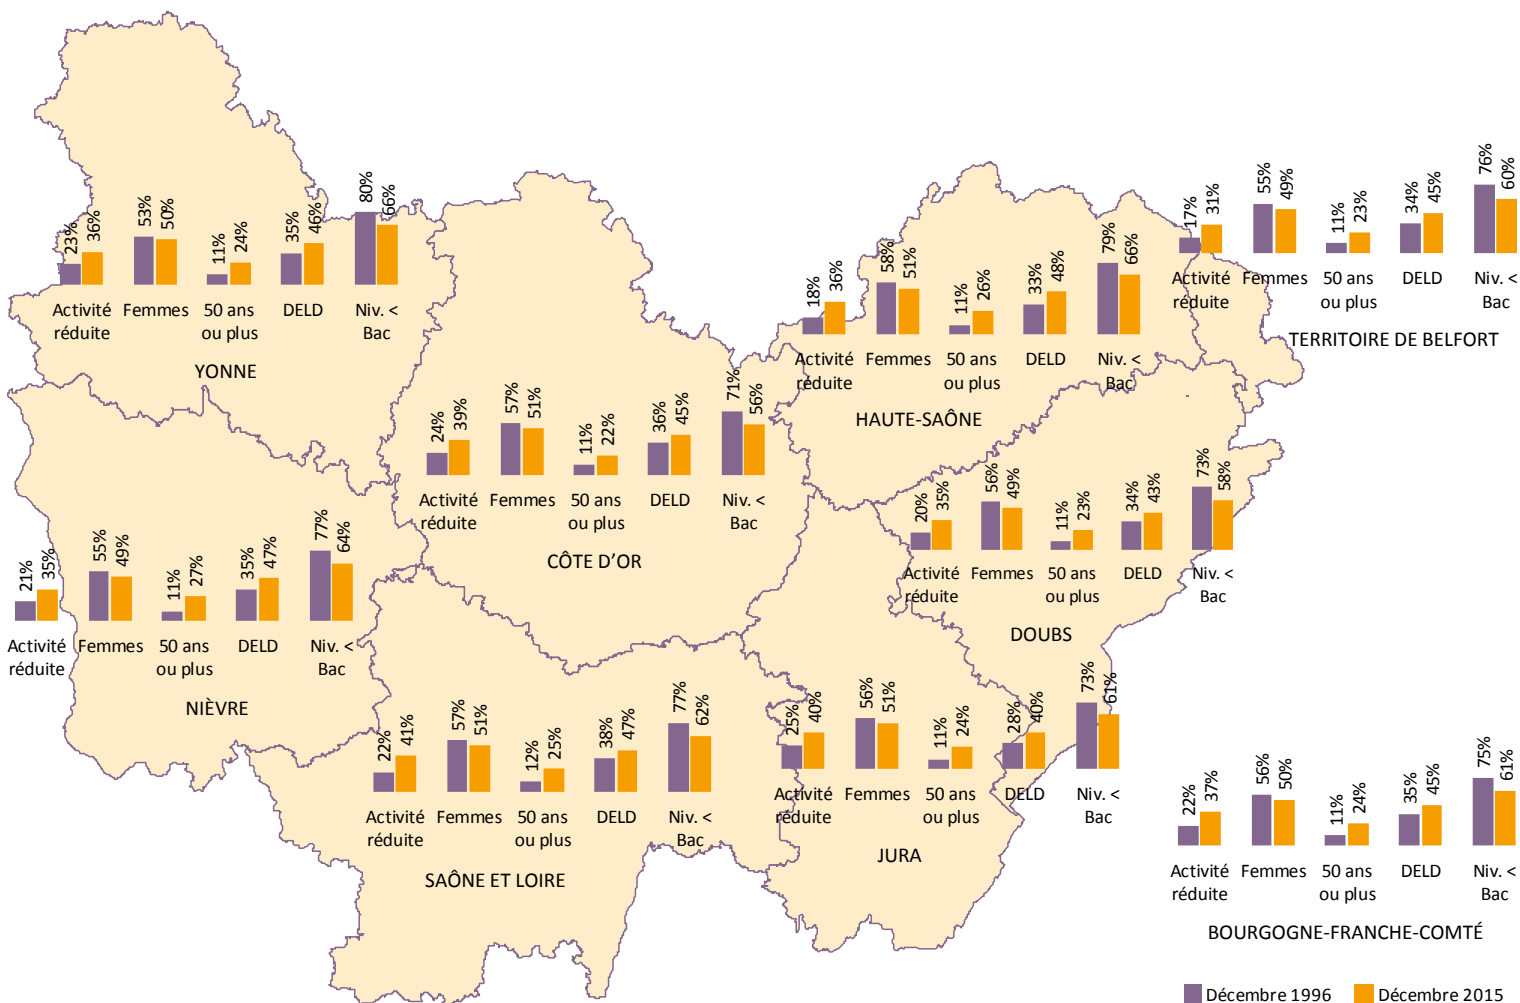 23% 36% 53% 50% 11% 24% 35% 46% 80% 66%
Activité réduite Femmes 50 ans ou plus DELD Niv. < Bac
YONNE
17% 31% 55% 49% 11% 23% 34% 45% 76% 60%
Activité réduite Femmes 50 ans ou plus DELD Niv. < Bac
TERRITOIRE DE BELFORT
18% 36% 58% 51% 11% 26% 33% 48% 79% 66%
Activité réduite Femmes 50 ans ou plus DELD Niv. < Bac
HAUTE-SAÔNE
24% 39% 57% 51% 11% 22% 36% 45% 71% 56%
Activité réduite Femmes 50 ans ou plus DELD Niv. < Bac
CÔTE D’OR
20% 35% 56% 49% 11% 23% 34% 43% 73% 58%
Activité réduite Femmes 50 ans ou plus DELD Niv. < Bac
DOUBS
21% 35% 55% 49% 11% 27% 35% 47% 77% 64%
Activité réduite Femmes 50 ans ou plus DELD Niv. < Bac
NIÈVRE
22% 41% 57% 51% 12% 25% 38% 47% 77% 62%
Activité réduite Femmes 50 ans ou plus DELD Niv. < Bac
SAÔNE ET LOIRE
25% 40% 56% 51% 11% 24% 28% 40% 73% 61%
Activité réduite Femmes 50 ans ou plus DELD Niv. < Bac
JURA
22% 37% 56% 50% 11% 24% 35% 45% 75% 61%
Activité réduite Femmes 50 ans ou plus DELD Niv. < Bac
BOURGOGNE-FRANCHE-COMTÉ
Décembre 1996 Décembre 2015